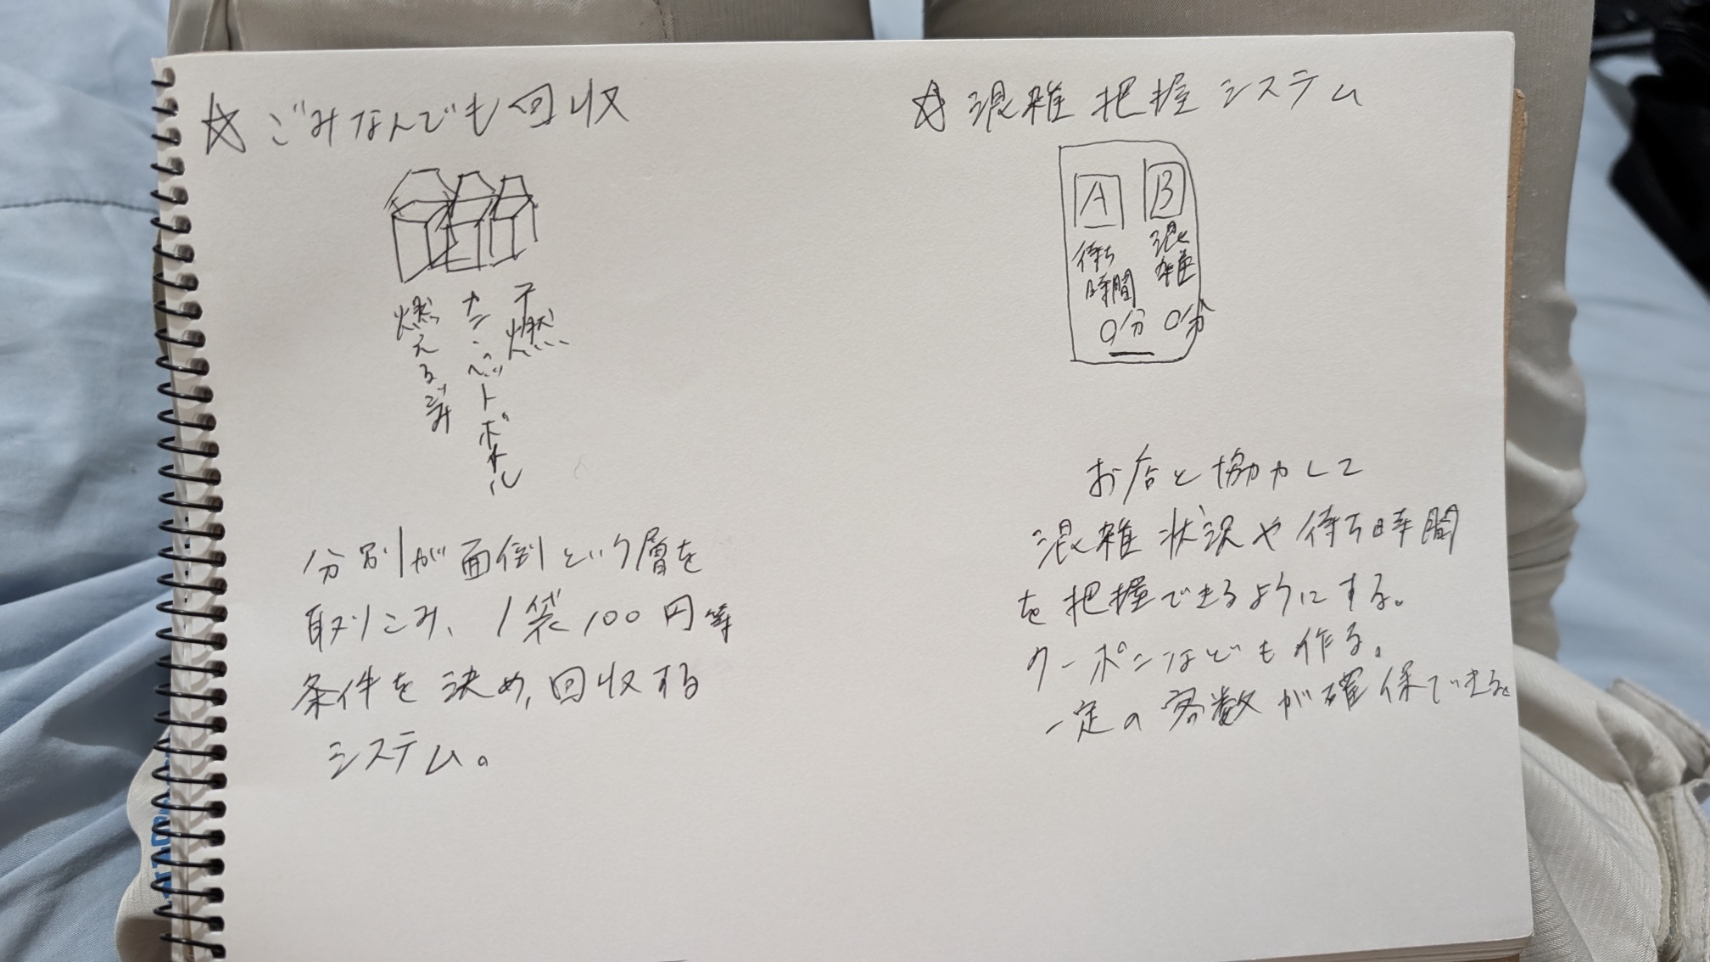 ☆ごみなんでも回収
燃えるごみ
カン・ペットボトル
不燃
分別が面倒という層を
取りこみ、1袋100円等
条件を決め、回収する
システム。
☆混雑把握システム
A
待ち時間
0分
B
混雑
0分
お店と協力して
混雑状況や待ち時間
を把握できるようにする。
クーポンなども作る。
一定の客数が確保できると